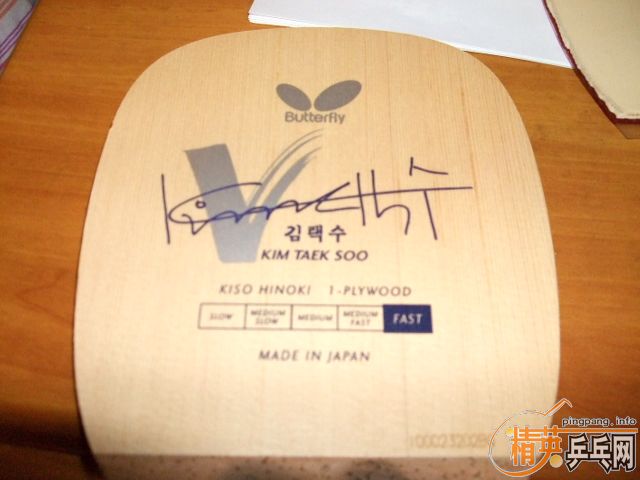 Butterfly
V
김택수
KIM TAEK SOO
KISO HINOKI 1-PLYWOOD
SLOW MEDIUM SLOW MEDIUM MEDIUM FAST FAST
MADE IN JAPAN
pingpang.info
精英乒乓网